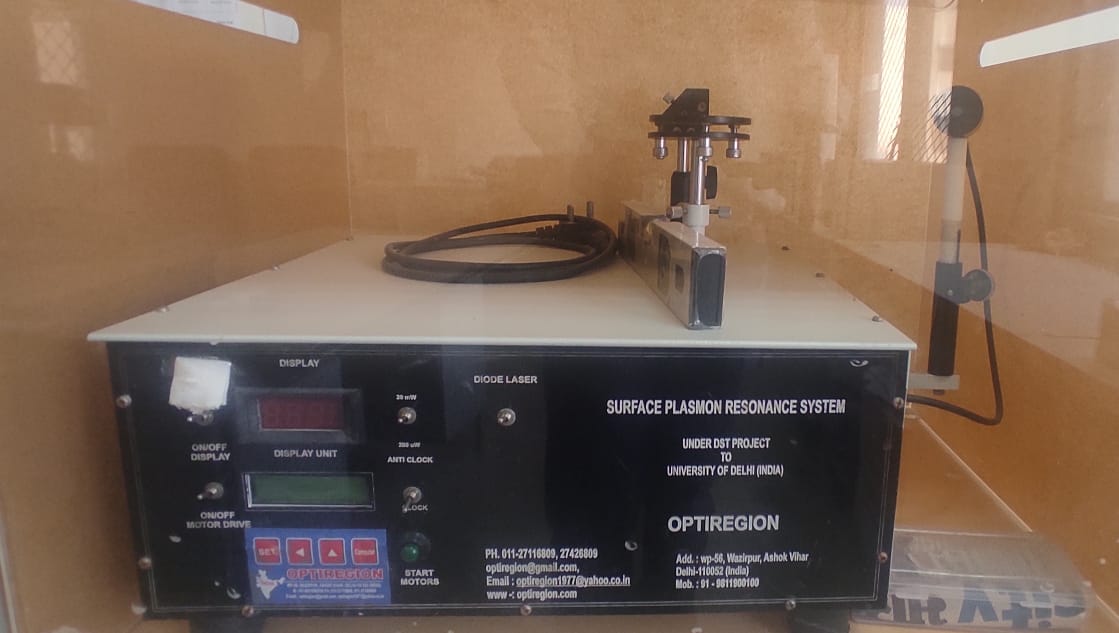 DISPLAY
ON/OFF
DISPLAY
DISPLAY UNIT
ON/OFF
MOTOR DRIVE
20 mW
200 uW
ANTI CLOCK
CLOCK
START
MOTORS
SET
OPTIREGION
DIODE LASER
SURFACE PLASMON RESONANCE SYSTEM
UNDER DST PROJECT
TO
UNIVERSITY OF DELHI (INDIA)
OPTIREGION
PH. 011-27116809, 27426809
optiregion@gmail.com,
Email : optiregion1977@yahoo.co.in
www -: optiregion.com
Add. : wp-56, Wazirpur, Ashok Vihar
Delhi-110052 (India)
Mob. : 91 - 9811900100